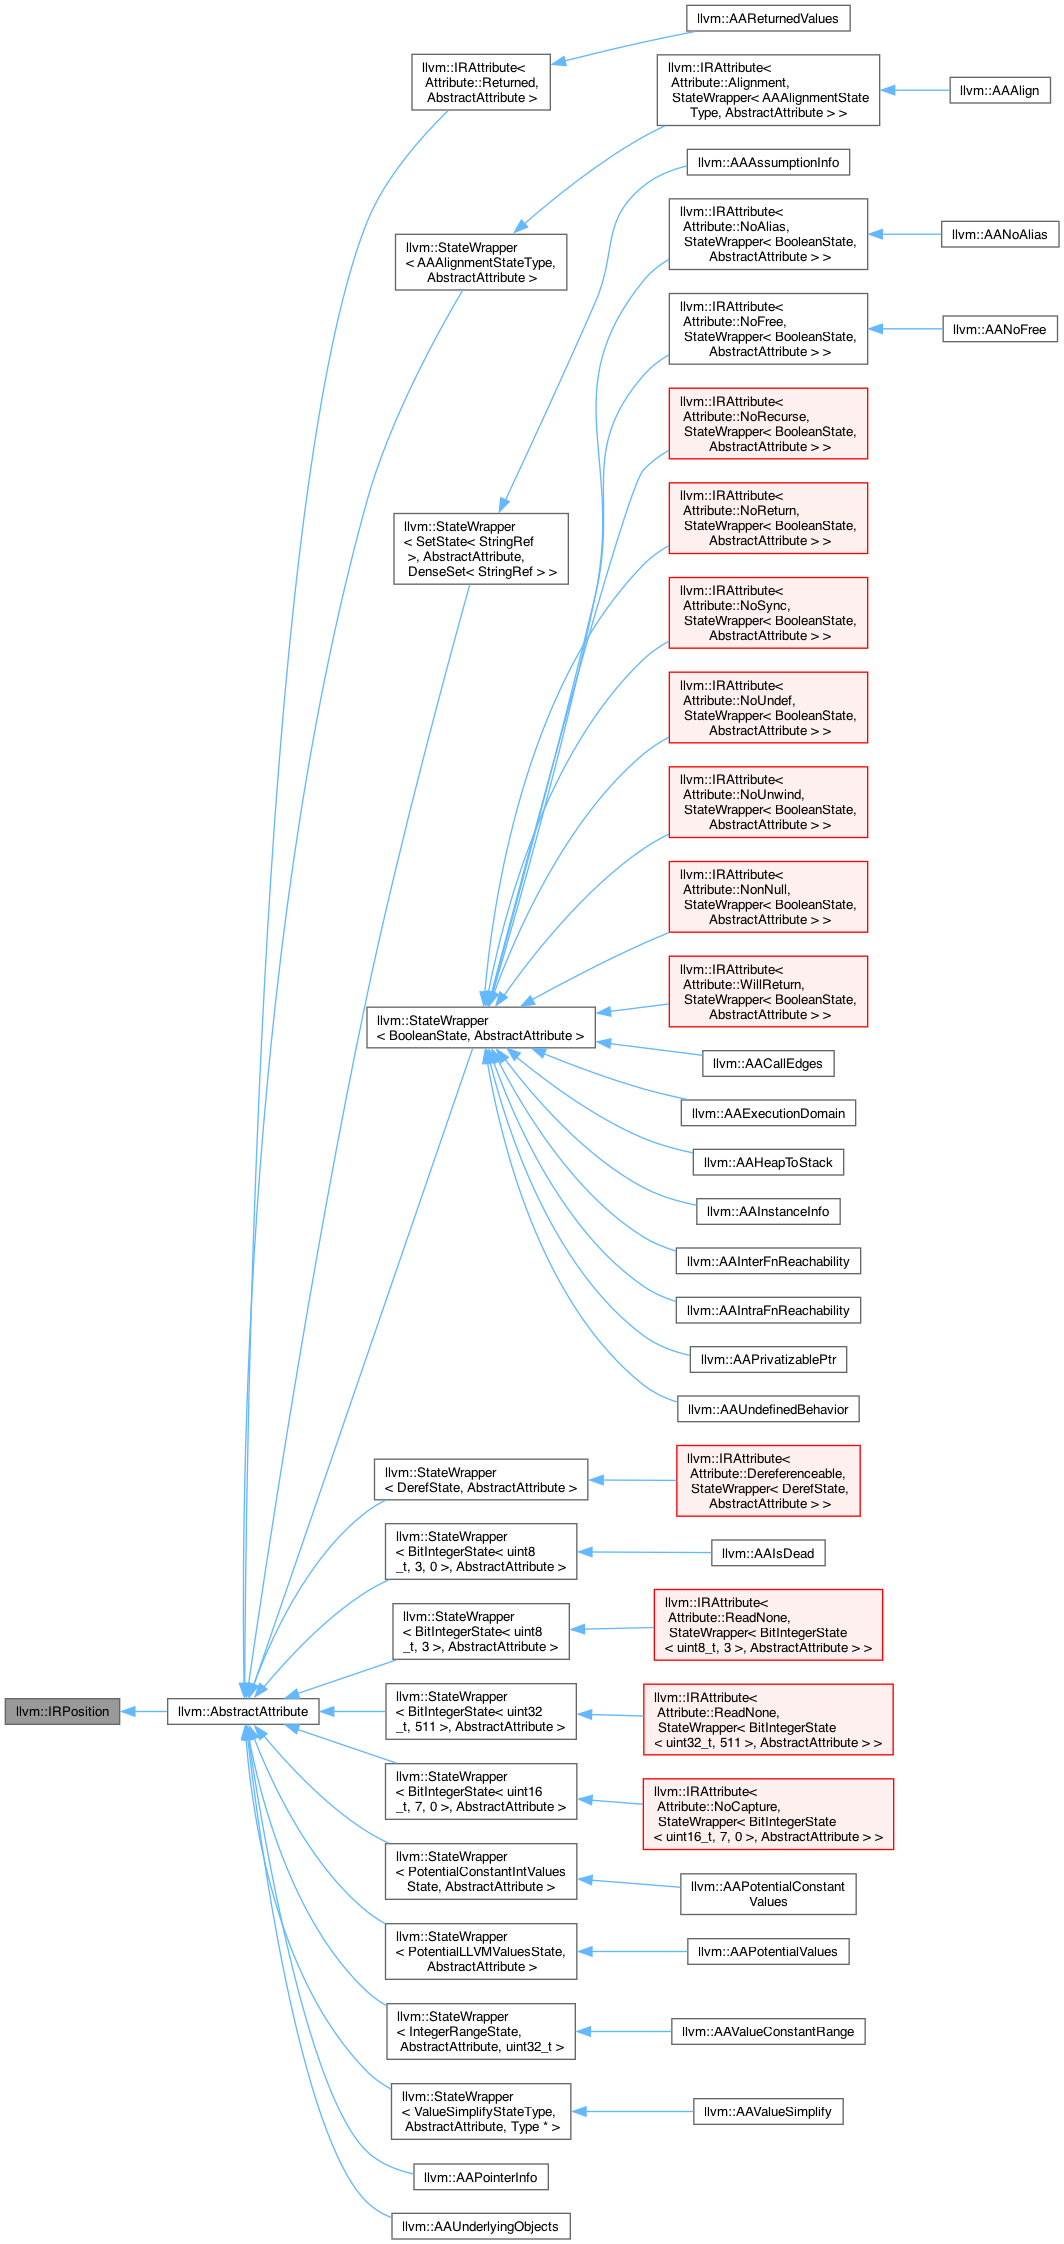 llvm::AAReturnedValues
llvm::IRAttribute<
Attribute::Returned,
AbstractAttribute >
llvm::IRAttribute<
Attribute::Alignment,
StateWrapper< AAAlignmentState
Type, AbstractAttribute > >
llvm::AAAlign
llvm::AAAssumptionInfo
llvm::StateWrapper
< AAAlignmentStateType,
AbstractAttribute >
llvm::IRAttribute<
Attribute::NoAlias,
StateWrapper< BooleanState,
AbstractAttribute > >
llvm::AANoAlias
llvm::IRAttribute<
Attribute::NoFree,
StateWrapper< BooleanState,
AbstractAttribute > >
llvm::AANoFree
llvm::IRAttribute<
Attribute::NoRecurse,
StateWrapper< BooleanState,
AbstractAttribute > >
llvm::IRAttribute<
Attribute::NoReturn,
StateWrapper< BooleanState,
AbstractAttribute > >
llvm::StateWrapper
< SetState< StringRef
>, AbstractAttribute,
DenseSet< StringRef > >
llvm::IRAttribute<
Attribute::NoSync,
StateWrapper< BooleanState,
AbstractAttribute > >
llvm::IRAttribute<
Attribute::NoUndef,
StateWrapper< BooleanState,
AbstractAttribute > >
llvm::IRAttribute<
Attribute::NoUnwind,
StateWrapper< BooleanState,
AbstractAttribute > >
llvm::IRAttribute<
Attribute::NonNull,
StateWrapper< BooleanState,
AbstractAttribute > >
llvm::IRAttribute<
Attribute::WillReturn,
StateWrapper< BooleanState,
AbstractAttribute > >
llvm::StateWrapper
< BooleanState, AbstractAttribute >
llvm::AACallEdges
llvm::AAExecutionDomain
llvm::AAHeapToStack
llvm::AAInstanceInfo
llvm::AAInterFnReachability
llvm::AAIntraFnReachability
llvm::AAPrivatizablePtr
llvm::AAUndefinedBehavior
llvm::StateWrapper
< DerefState, AbstractAttribute >
llvm::IRAttribute<
Attribute::Dereferenceable,
StateWrapper< DerefState,
AbstractAttribute > >
llvm::StateWrapper
< BitIntegerState< uint8
_t, 3, 0 >, AbstractAttribute >
llvm::AAIsDead
llvm::StateWrapper
< BitIntegerState< uint8
_t, 3 >, AbstractAttribute >
llvm::IRAttribute<
Attribute::ReadNone,
StateWrapper< BitIntegerState
< uint8_t, 3 >, AbstractAttribute > >
llvm::IRPosition
llvm::AbstractAttribute
llvm::StateWrapper
< BitIntegerState< uint32
_t, 511 >, AbstractAttribute >
llvm::IRAttribute<
Attribute::ReadNone,
StateWrapper< BitIntegerState
< uint32_t, 511 >, AbstractAttribute > >
llvm::StateWrapper
< BitIntegerState< uint16
_t, 7, 0 >, AbstractAttribute >
llvm::IRAttribute<
Attribute::NoCapture,
StateWrapper< BitIntegerState
< uint16_t, 7, 0 >, AbstractAttribute > >
llvm::StateWrapper
< PotentialConstantIntValues
State, AbstractAttribute >
llvm::AAPotentialConstant
Values
llvm::StateWrapper
< PotentialLLVMValuesState,
AbstractAttribute >
llvm::AAPotentialValues
llvm::StateWrapper
< IntegerRangeState,
AbstractAttribute, uint32_t >
llvm::AAValueConstantRange
llvm::StateWrapper
< ValueSimplifyStateType,
AbstractAttribute, Type * >
llvm::AAValueSimplify
llvm::AAPointerInfo
llvm::AAUnderlyingObjects